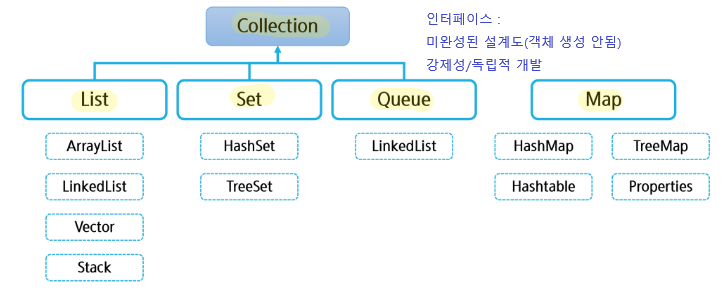 Collection
인터페이스 :
미완성된 설계도(객체 생성 안됨)
강제성/독립적 개발
List
Set
Queue
Map
ArrayList
HashSet
LinkedList
HashMap
TreeMap
LinkedList
TreeSet
Hashtable
Properties
Vector
Stack